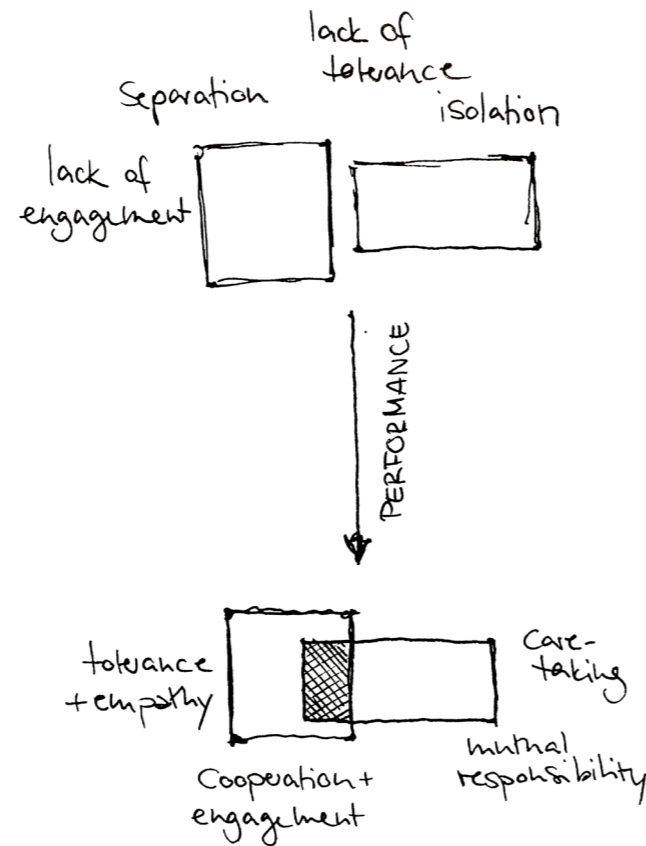 lack of
tolerance
Separation
isolation
lack of
engagement
PERFORMANCE
tolerance
+ empathy
Care-
taking
Cooperation +
engagement
mutual
responsibility